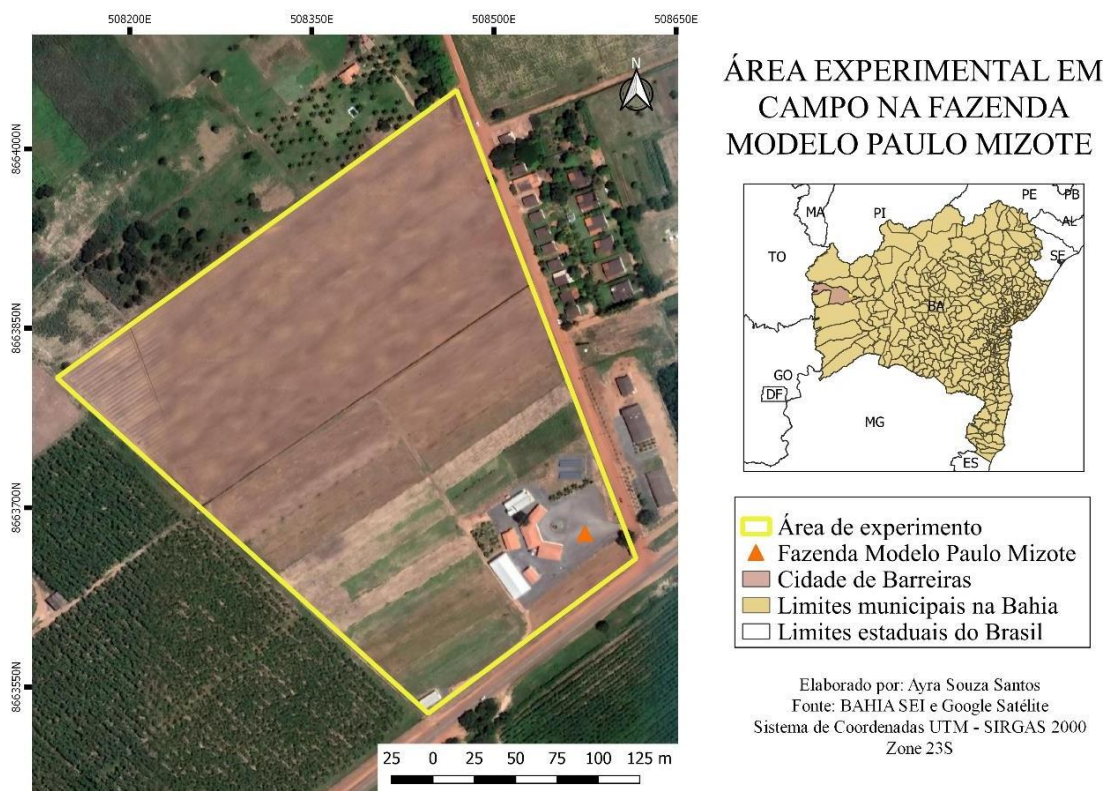 508200E
508350E
508500E
508650E
8664000N
8663850N
8663700N
8663550N
N
25 0 25 50 75 100 125 m
ÁREA EXPERIMENTAL EM
CAMPO NA FAZENDA
MODELO PAULO MIZOTE
MA
PI
PE
PB
AL
TO
SE
BA
GO
DF
MG
ES
Área de experimento
Fazenda Modelo Paulo Mizote
Cidade de Barreiras
Limites municipais na Bahia
Limites estaduais do Brasil
Elaborado por: Ayra Souza Santos
Fonte: BAHIA SEI e Google Satélite
Sistema de Coordenadas UTM - SIRGAS 2000
Zone 23S